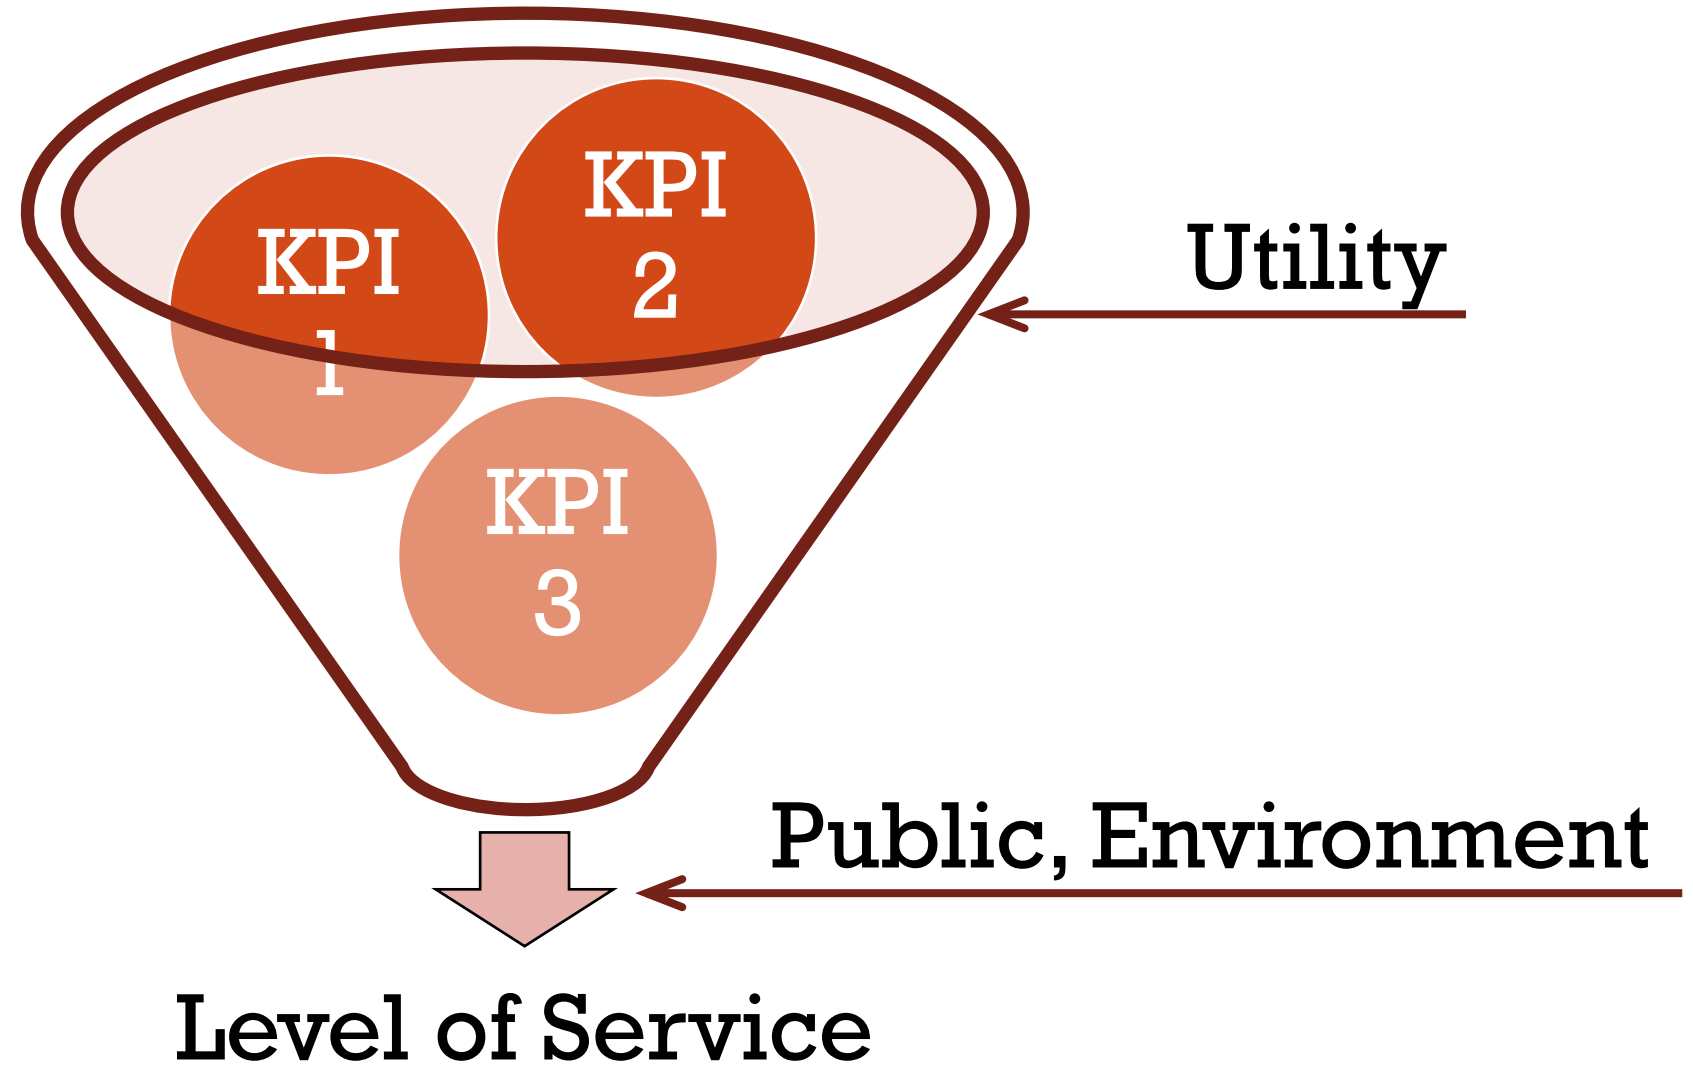 KPI
1
KPI
2
KPI
3
Utility
Public, Environment
Level of Service